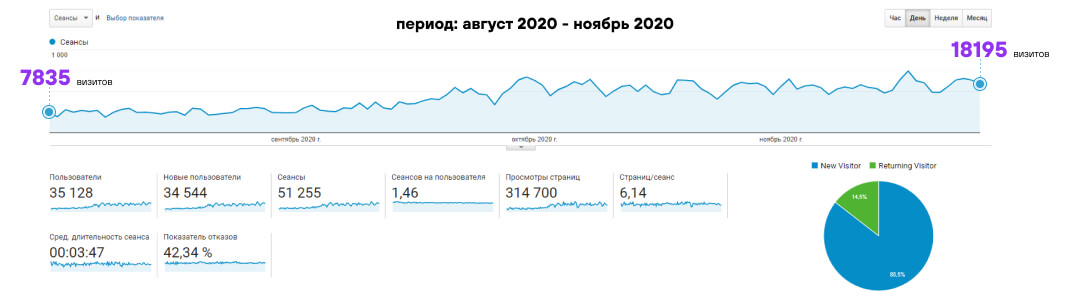 Сеансы и Выбор показателя
период: август 2020 - ноябрь 2020
Час День Неделя Месяц
Сеансы
1 000
7835 визитов
18195 визитов
сентябрь 2020 г. октябрь 2020 г. ноябрь 2020 г.
New Visitor Returning Visitor
Пользователи
35 128
Новые пользователи
34 544
Сеансы
51 255
Сеансов на пользователя
1,46
Просмотры страниц
314 700
Страниц/сеанс
6,14
Сред. длительность сеанса
00:03:47
Показатель отказов
42,34 %
14,5%
85,5%